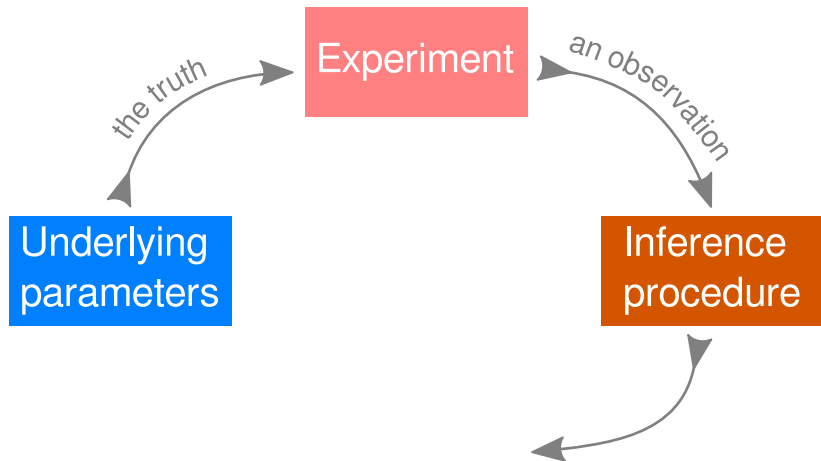 Experiment
the truth
an observation
Underlying
parameters
Inference
procedure